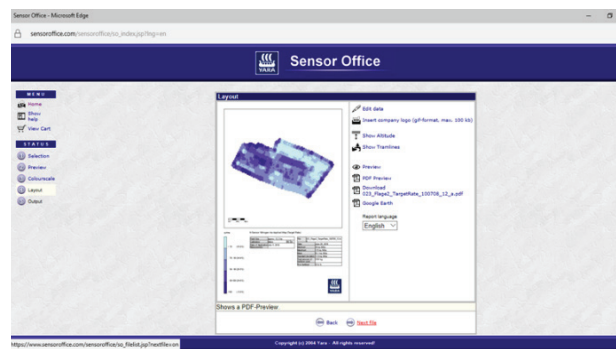 Sensor Office - Microsoft Edge
sensoroffice.com/sensoroffice/so_index.jsp?lng=en
YARA
Sensor Office
MENU
Home
Show
help
View Cart
STATUS
Selection
Preview
Colourscale
Layout
Output
Layout
Edit data
Insert company logo (gif-format, max. 100 kb)
Show Altitude
Show Tramlines
Preview
PDF Preview
Download
Google Earth
Report language
English
YARA
Shows a PDF-Preview
Back
Next file
https://www.sensoroffice.com/sensoroffice/so_filelist.jsp?nextfile=on
Copyright (c) 2004 Yara - All rights reserved!